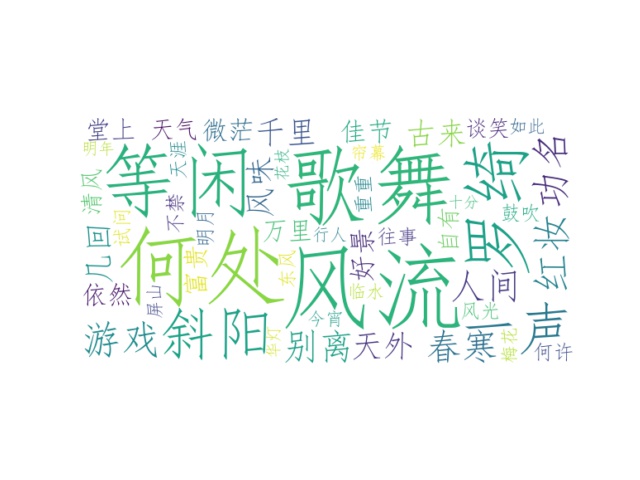 堂上 天气 微茫 千里 佳节 古来 谈笑 如此
明年 等闲 天涯 歌舞 帘幕 罗绮 功名
清风 试问 不禁 明月 风味 花枝 重重 自有 十分 鼓吹
几回 何处 富贵 万里 行人 好景 往事 红妆
依然 屏山 东风 风流 临水 人间 风光 一声
游戏 斜阳 华灯 今宵 别离 天外 春寒 梅花 何许